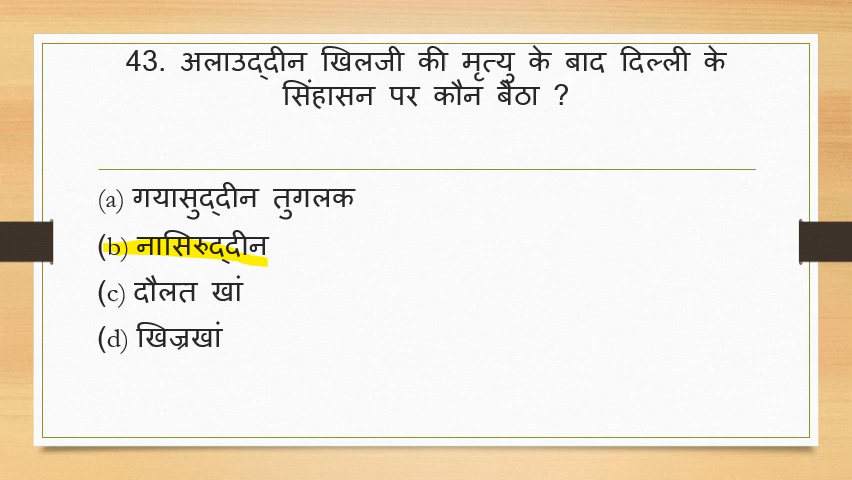 43. अलाउद्दीन खिलजी की मृत्यु के बाद दिल्ली के
सिंहासन पर कौन बैठा ?
(a) गयासुद्दीन तुगलक
(b) नासिरुद्दीन
(c) दौलत खां
(d) खिज्रखां